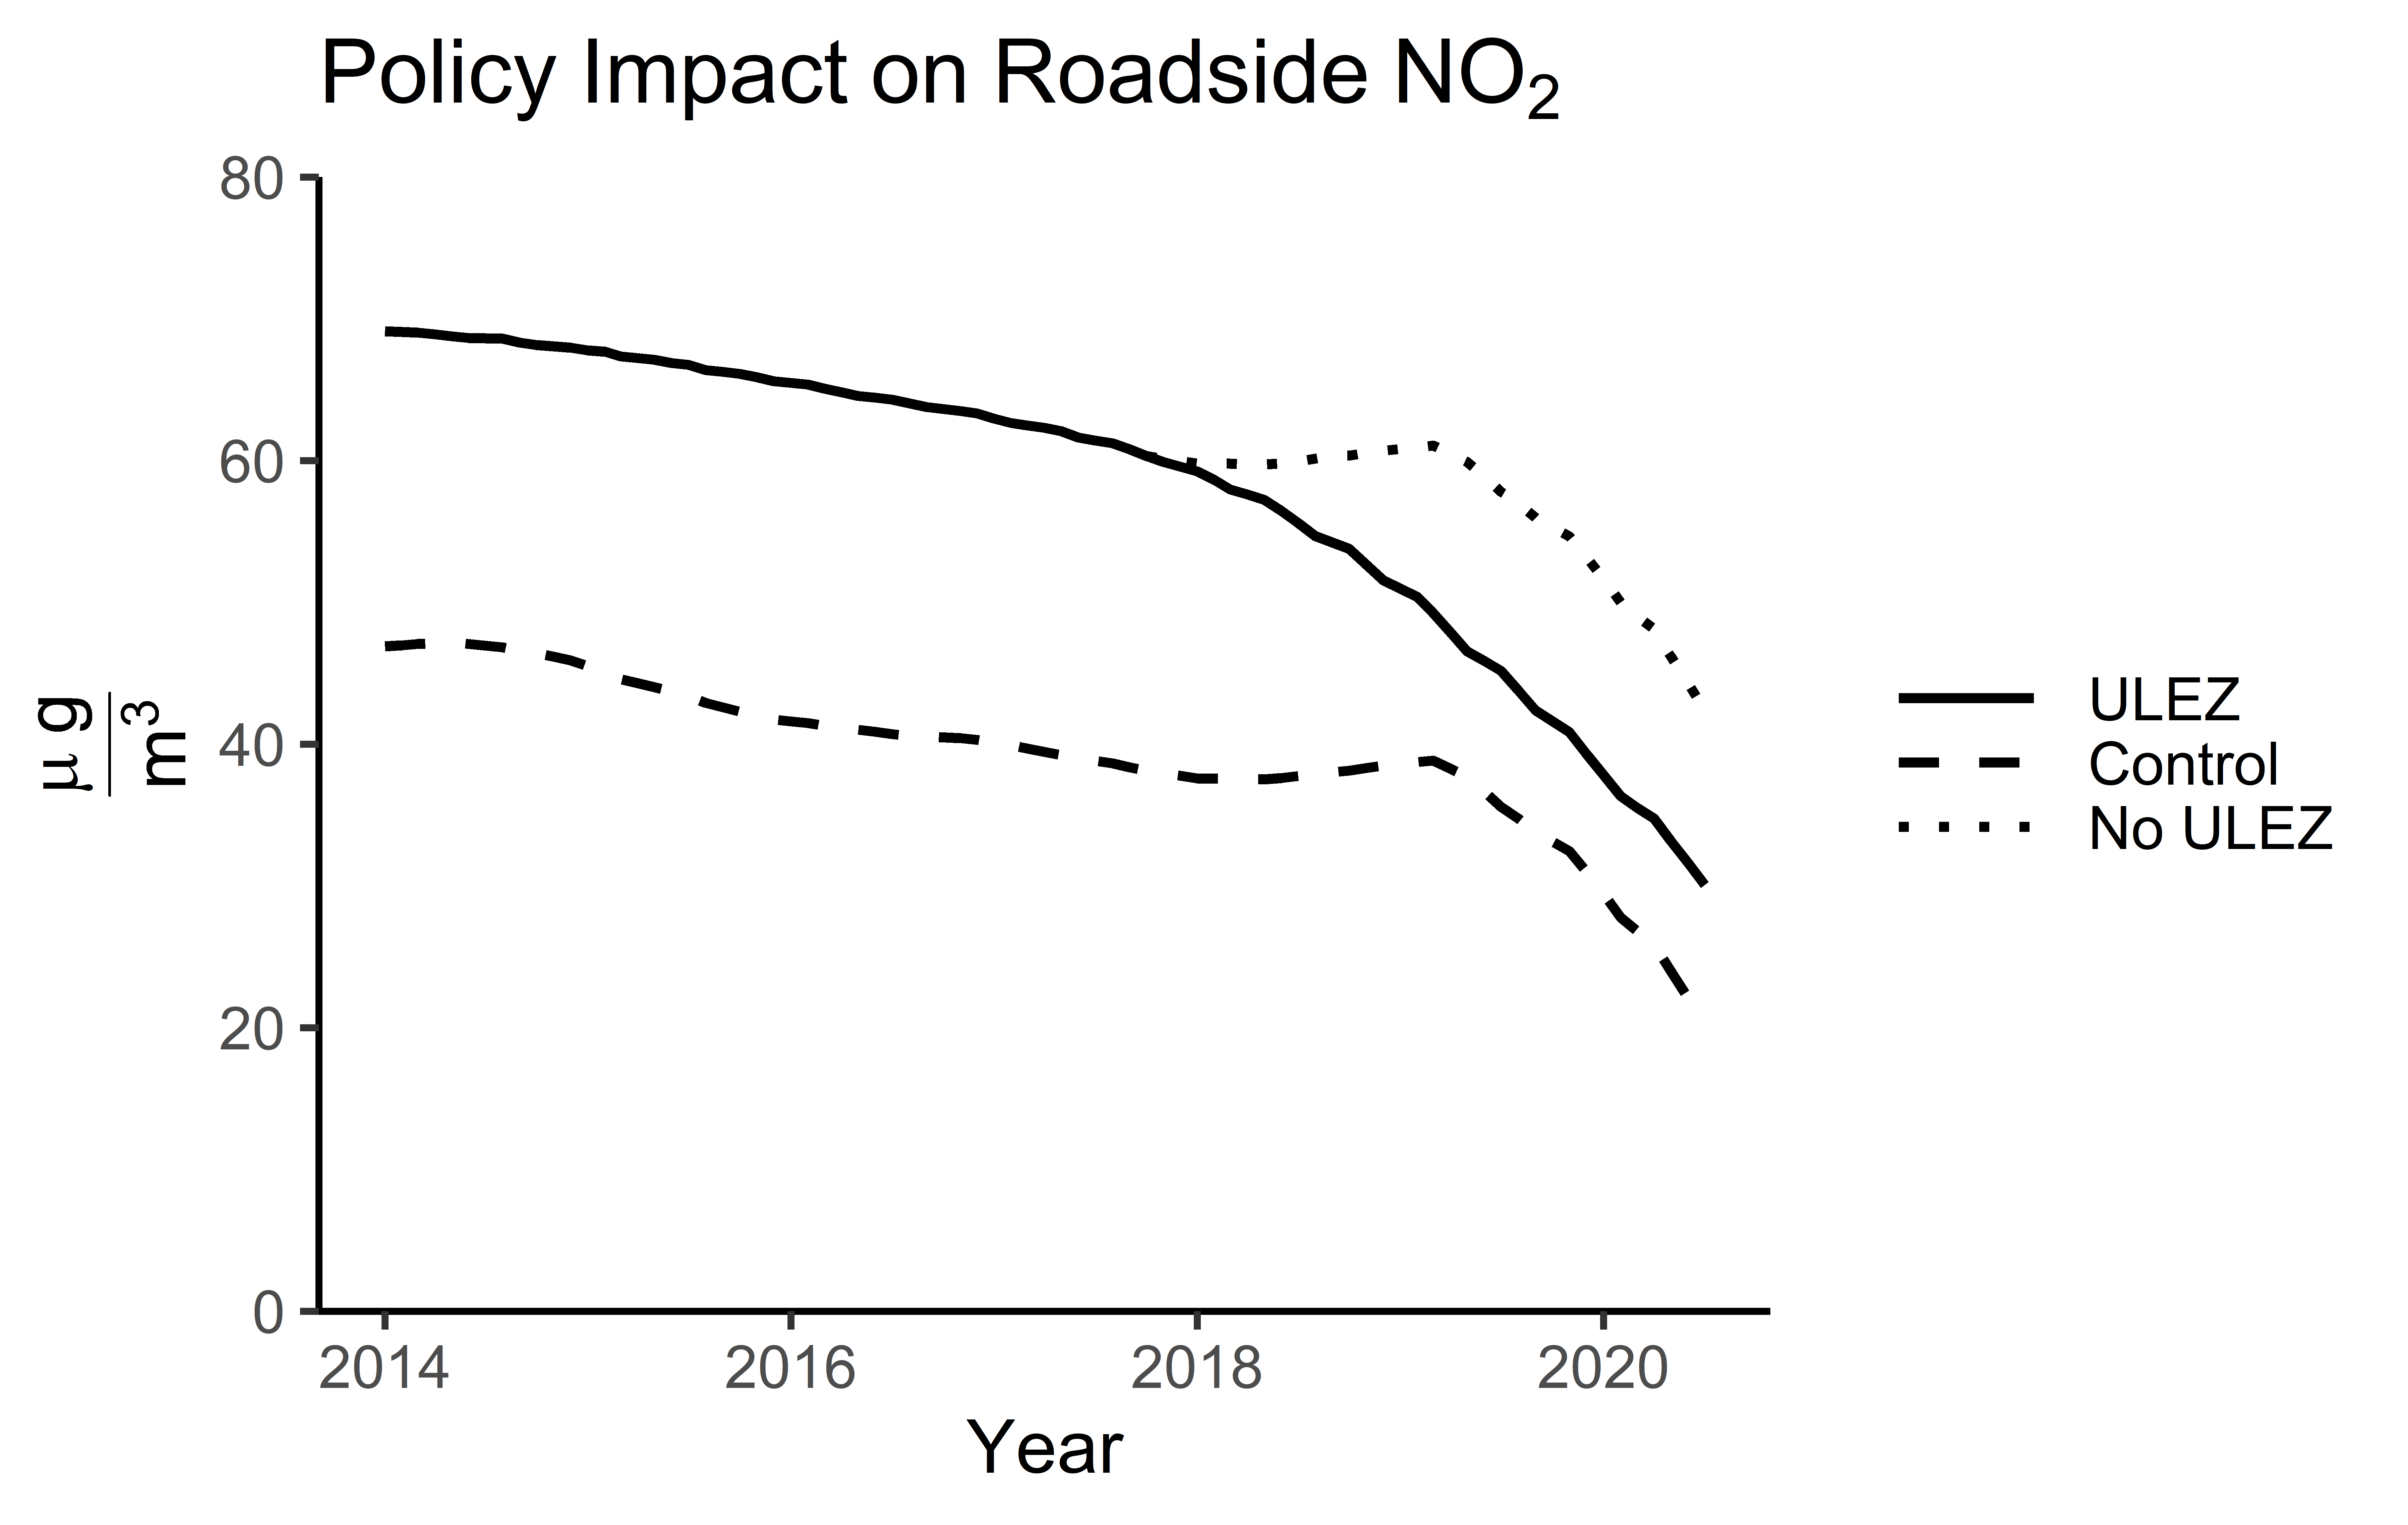 Policy Impact on Roadside NO₂
80
60
40
20
0
μ g
m³
2014 2016 2018 2020
Year
ULEZ
Control
No ULEZ